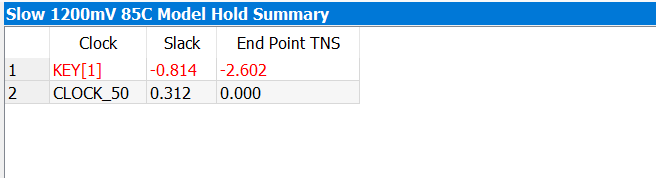 Slow 1200mV 85C Model Hold Summary
Clock Slack End Point TNS
1 KEY[1] -0.814 -2.602
2 CLOCK_50 0.312 0.000